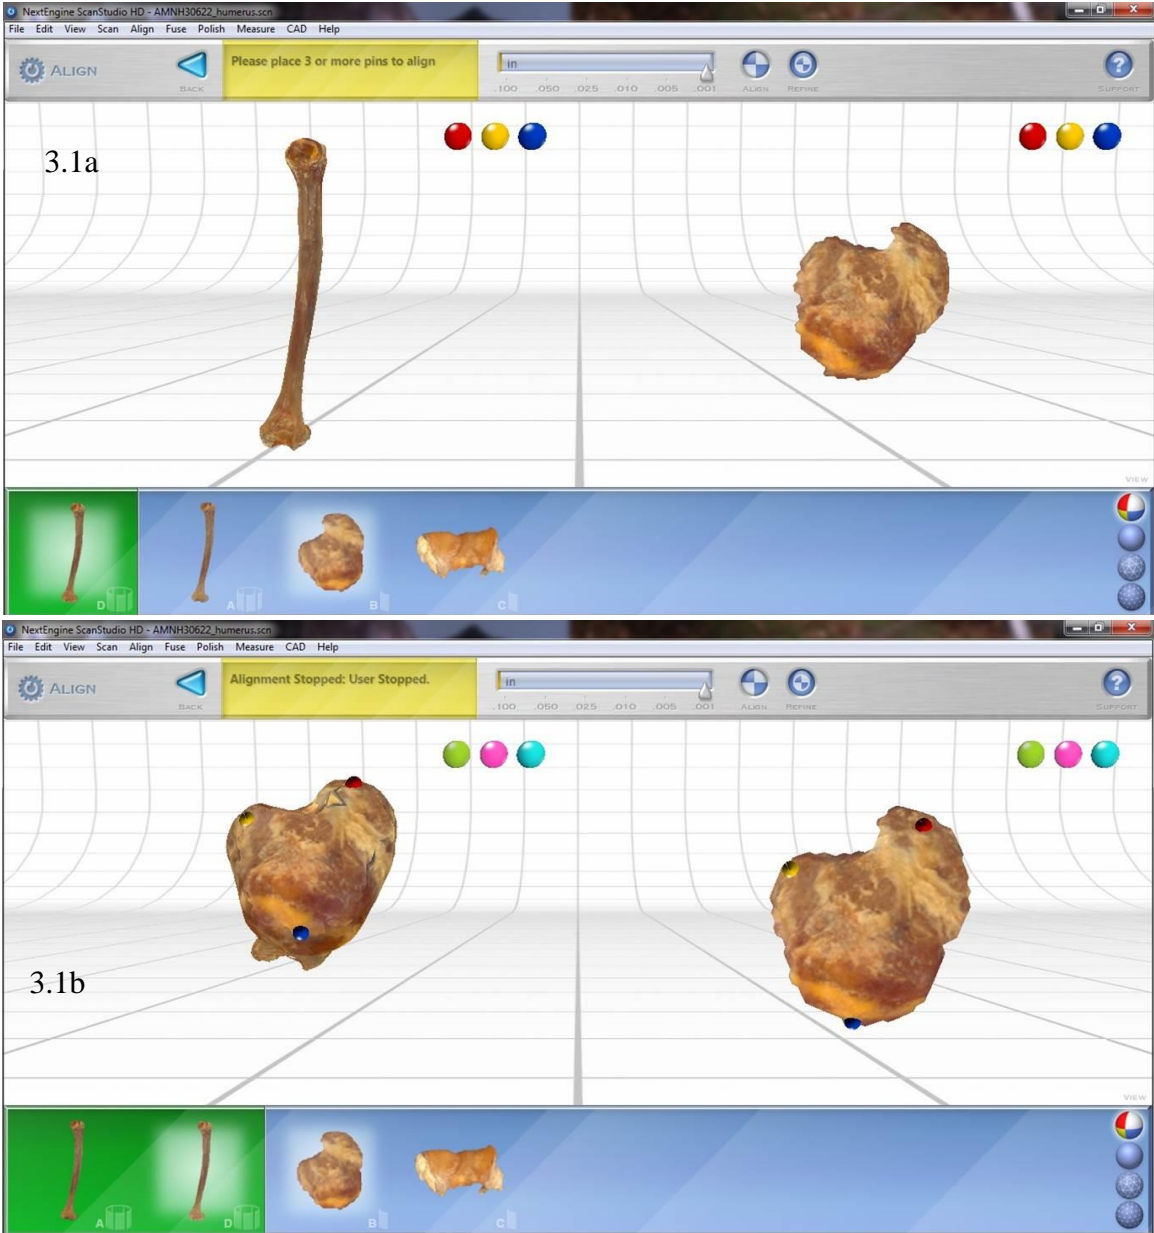 NextEngine ScanStudio HD - AMNH30622_humerus.scn
File Edit View Scan Align Fuse Polish Measure CAD Help
ALIGN
BACK
Please place 3 or more pins to align
in
.100 .050 .025 .010 .005 .001
ALIGN REFINE
?
SUPPORT
3.1a
VIEW
D A B C
NextEngine ScanStudio HD - AMNH30622_humerus.scn
File Edit View Scan Align Fuse Polish Measure CAD Help
ALIGN
BACK
Alignment Stopped: User Stopped.
in
.100 .050 .025 .010 .005 .001
ALIGN REFINE
?
SUPPORT
3.1b
VIEW
A D B C